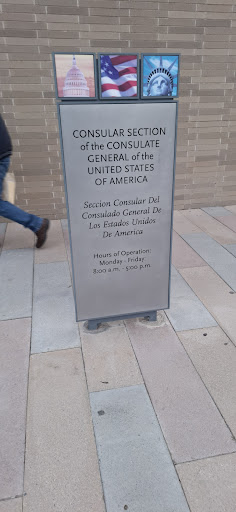 CONSULAR SECTION
of the CONSULATE
GENERAL of the
UNITED STATES
OF AMERICA
Seccion Consular Del
Consulado General De
Los Estados Unidos
De America
Hours of Operation:
Monday - Friday
8:00 a.m. - 5:00 p.m.